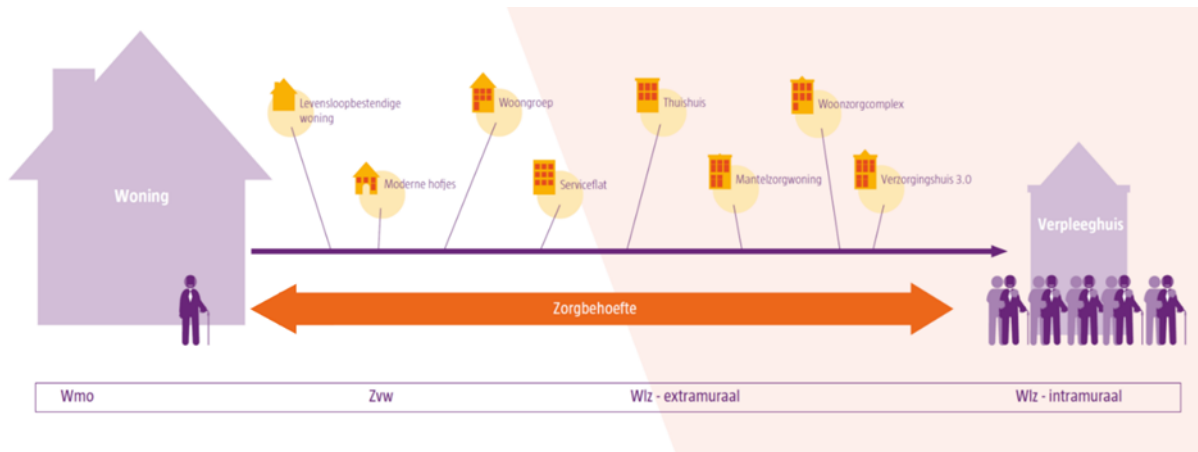 Levensloopbestendige
woning
Woongroep
Thuishuis
Woonzorgcomplex
Moderne hofjes
Serviceflat
Mantelzorgwoning
Verzorgingshuis 3.0
Woning
Verpleeghuis
Zorgbehoefte
Wmo
Zvw
Wlz - extramuraal
Wlz - intramuraal